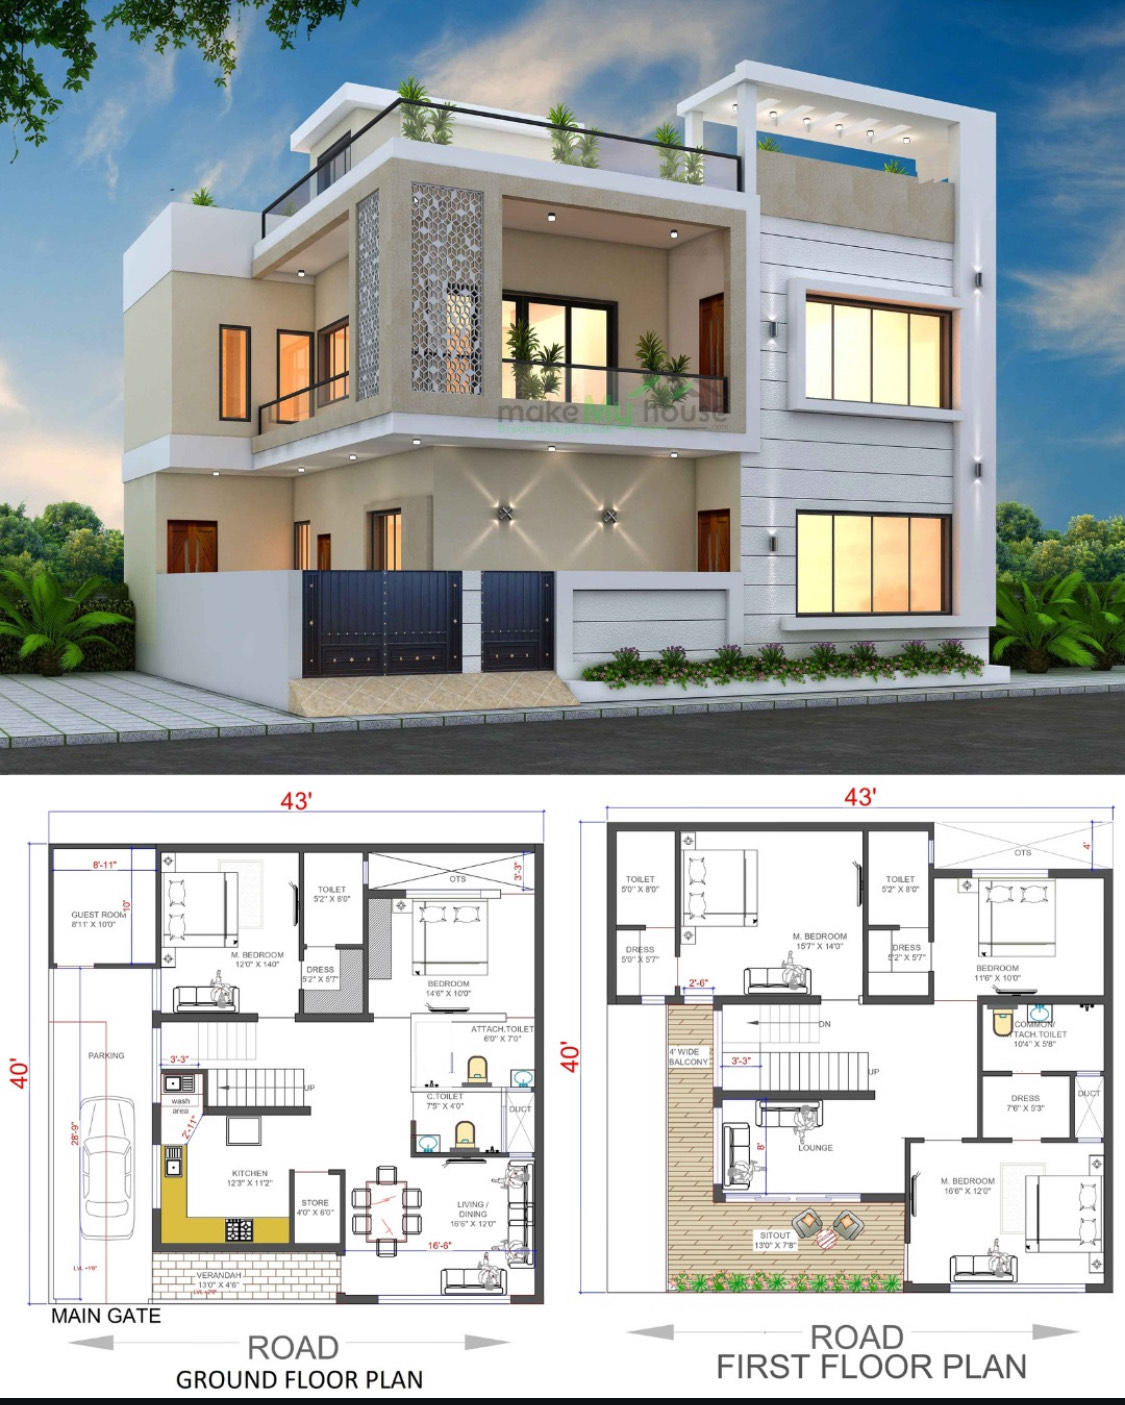 makeMy house
.com
43'
43'
8'-11"
3'-3"
OTS
10'
TOILET
5'2" X 8'0"
GUEST ROOM
8'11' X 10'0"
M. BEDROOM
12'0 X 140"
DRESS
5'2" X 5'7"
BEDROOM
14'6" X 10'0"
40'
PARKING
ATTACH.TOILET
6'0" X 7'0"
3'-3"
UP
wash
area
2'-11"
C.TOILET
7'5" X 4'0"
DUCT
28'-9"
KITCHEN
12'3" X 11'2"
STORE
4'0" X 6'0"
LIVING /
DINING
16'6" X 12'0"
16'-6"
VERANDAH
13'0" X 4'6"
MAIN GATE
ROAD
GROUND FLOOR PLAN
4'
OTS
TOILET
5'0" X 8'0"
TOILET
5'2" X 8'0"
M. BEDROOM
15'7" X 14'0"
DRESS
5'0" X 5'7"
DRESS
5'2" X 5'7"
BEDROOM
11'6" X 10'0"
2'-6"
DN
COMMON/
TTACH.TOILET
10'4" X 5'8"
40'
4' WIDE
BALCONY
3'-3"
UP
DRESS
7'6" X 5'3"
DUCT
8'
LOUNGE
M. BEDROOM
16'6" X 12'0"
SITOUT
13'0" X 7'8"
ROAD
FIRST FLOOR PLAN